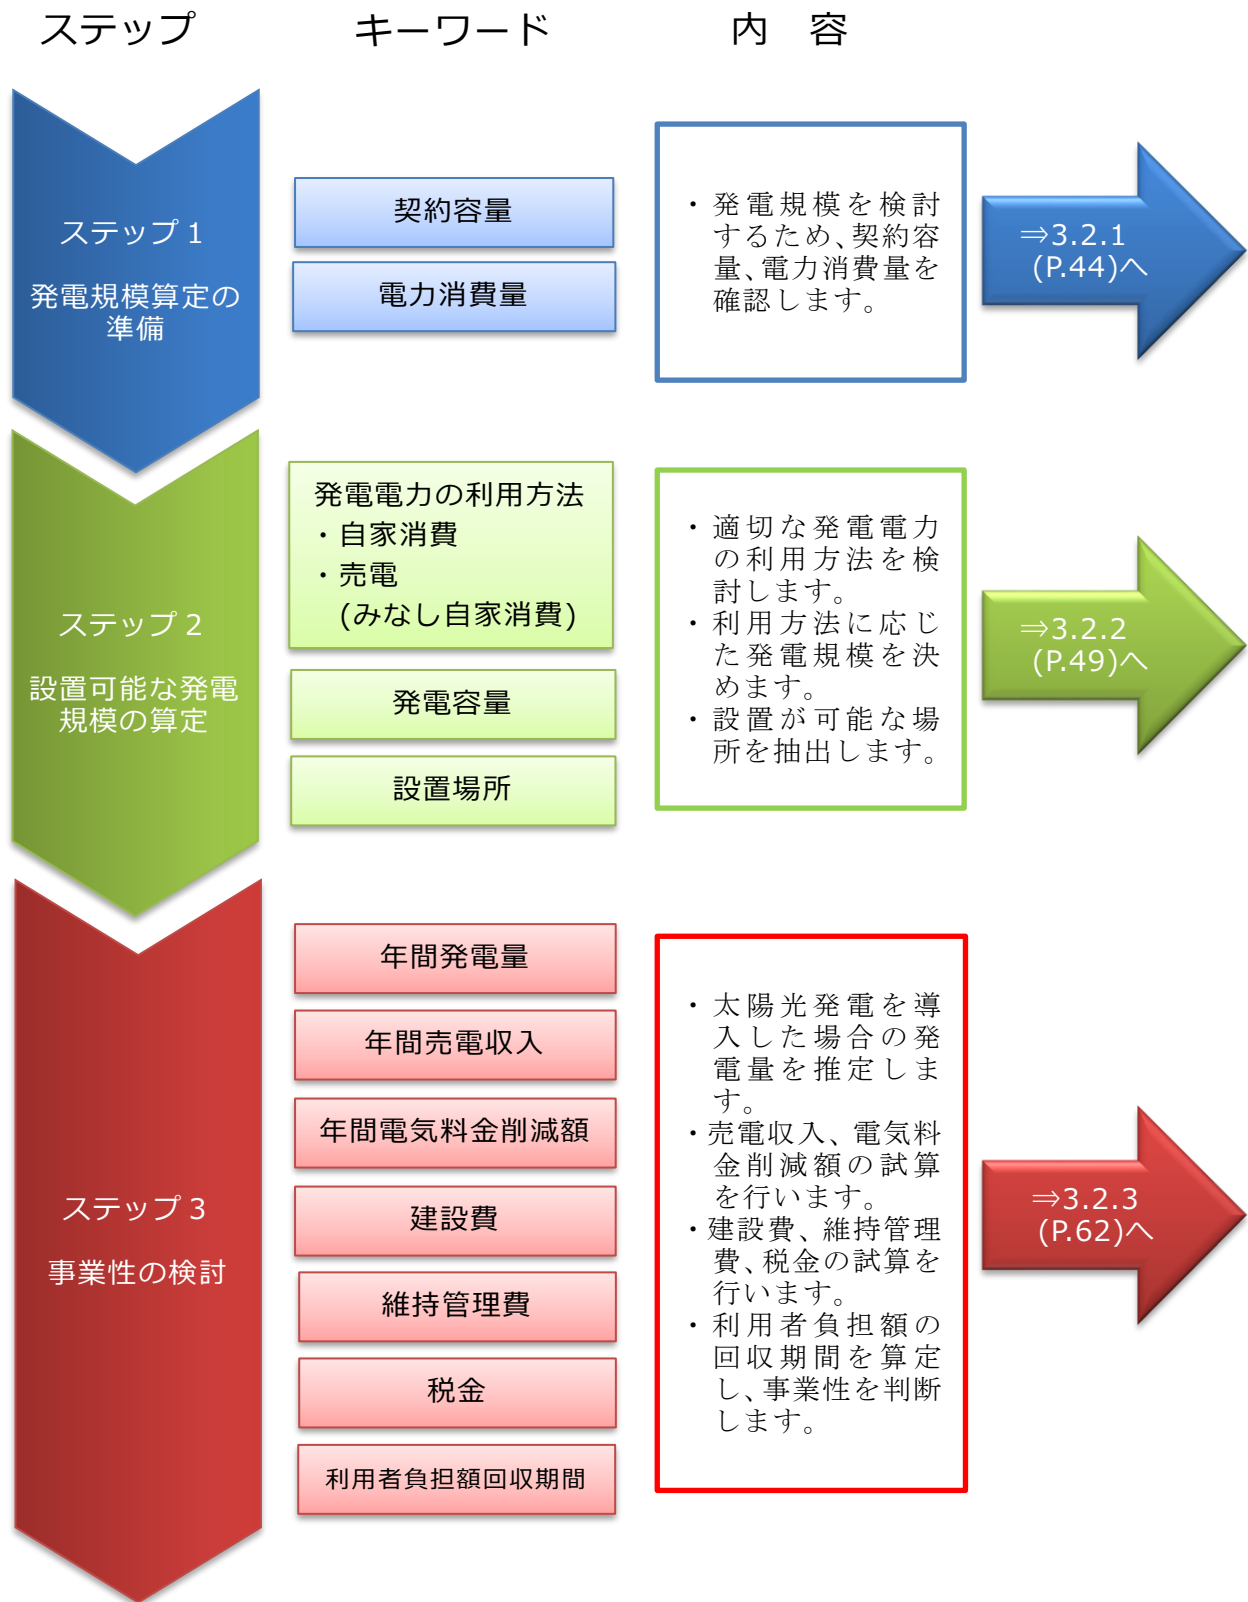 ステップ
キーワード
内　容
ステップ１
発電規模算定の
準備
契約容量
電力消費量
・発電規模を検討
するため、契約容
量、電力消費量を
確認します。
⇒3.2.1
(P.44)へ
ステップ２
設置可能な発電
規模の算定
発電電力の利用方法
・自家消費
・売電
(みなし自家消費)
発電容量
設置場所
・適切な発電電力
の利用方法を検
討します。
・利用方法に応じ
た発電規模を決
めます。
・設置が可能な場
所を抽出します。
⇒3.2.2
(P.49)へ
ステップ３
事業性の検討
年間発電量
年間売電収入
年間電気料金削減額
建設費
維持管理費
税金
利用者負担額回収期間
・太陽光発電を導
入した場合の発
電量を推定しま
す。
・売電収入、電気料
金削減額の試算
を行います。
・建設費、維持管理
費、税金の試算を
行います。
・利用者負担額の
回収期間を算定
し、事業性を判断
します。
⇒3.2.3
(P.62)へ